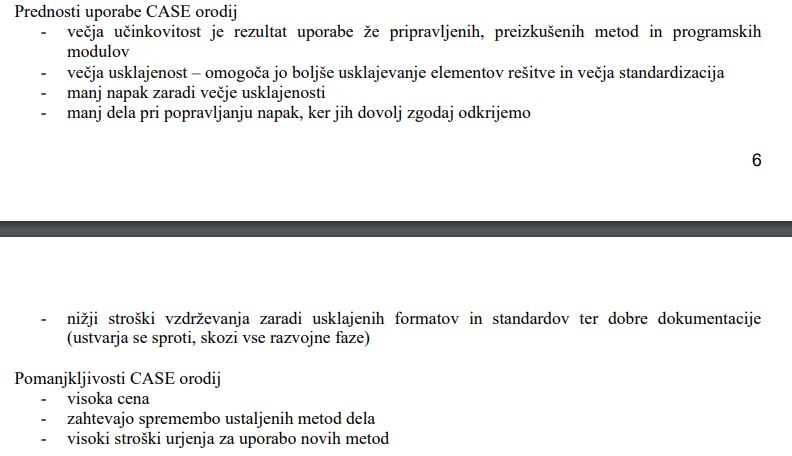 Prednosti uporabe CASE orodij
- večja učinkovitost je rezultat uporabe že pripravljenih, preizkušenih metod in programskih
modulov
- večja usklajenost – omogoča jo boljše usklajevanje elementov rešitve in večja standardizacija
- manj napak zaradi večje usklajenosti
- manj dela pri popravljanju napak, ker jih dovolj zgodaj odkrijemo
6
- nižji stroški vzdrževanja zaradi usklajenih formatov in standardov ter dobre dokumentacije
(ustvarja se sproti, skozi vse razvojne faze)
Pomanjkljivosti CASE orodij
- visoka cena
- zahtevajo spremembo ustaljenih metod dela
- visoki stroški urjenja za uporabo novih metod